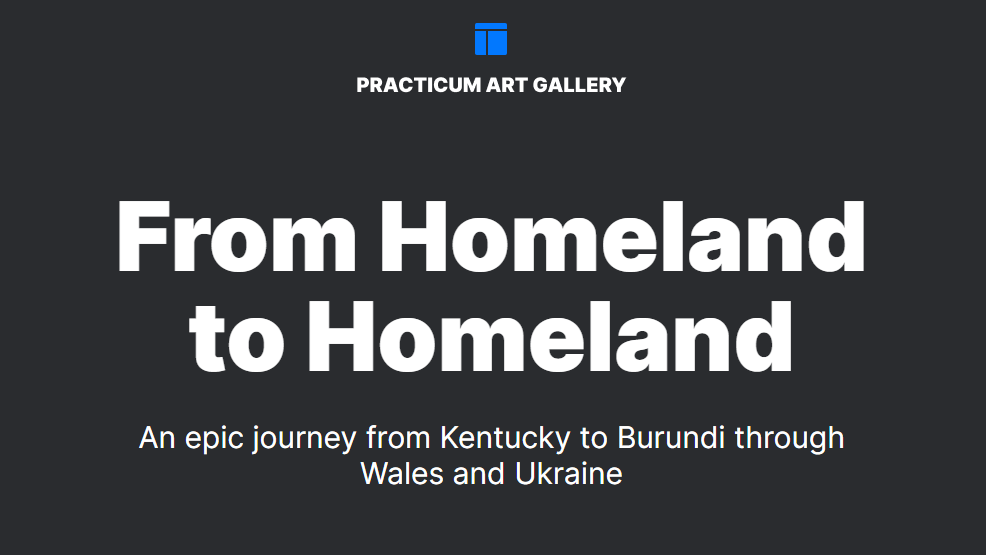 PRACTICUM ART GALLERY
From Homeland
to Homeland
An epic journey from Kentucky to Burundi through
Wales and Ukraine